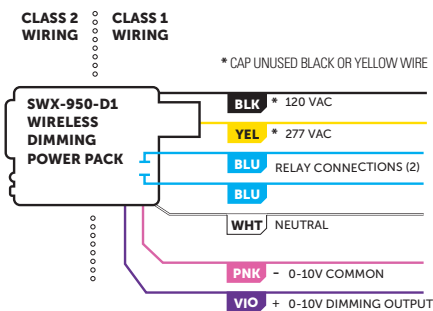 CLASS 2 WIRING
CLASS 1 WIRING
* CAP UNUSED BLACK OR YELLOW WIRE
SWX-950-D1
WIRELESS
DIMMING
POWER PACK
BLK * 120 VAC
YEL * 277 VAC
BLU RELAY CONNECTIONS (2)
BLU
WHT NEUTRAL
PNK - 0-10V COMMON
VIO + 0-10V DIMMING OUTPUT